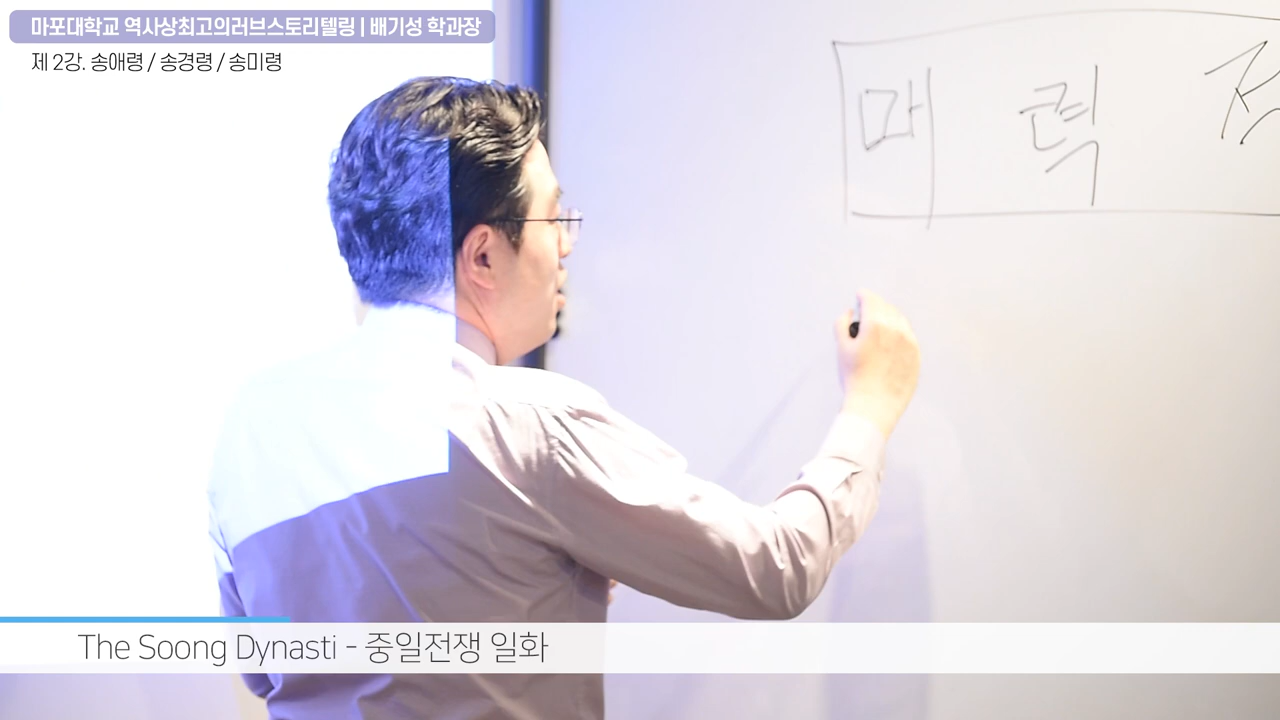 마포대학교 역사상최고의러브스토리텔링 | 배기성 학과장
제 2강. 송애령 / 송경령 / 송미령
매 력
The Soong Dynasti - 중일전쟁 일화